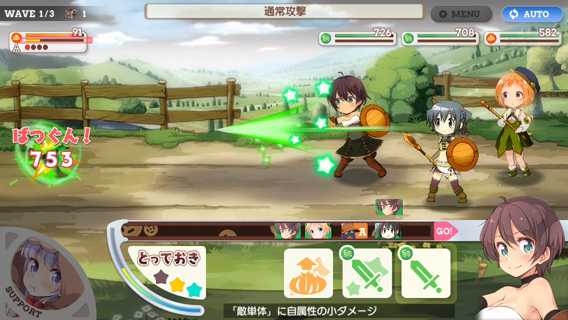 WAVE 1/3 1
通常攻撃
MENU
AUTO
91
726
708
582
A
ばつぐん!
753
A
GO!
とっておき
SUPPORT
「敵単体」に自属性の小ダメージ